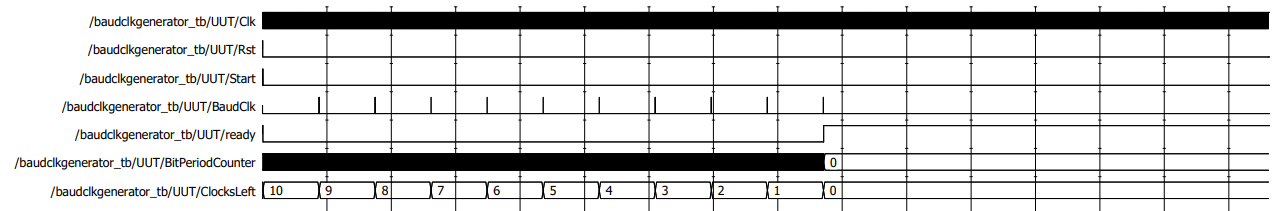 /baudclkgenerator_tb/UUT/Clk
/baudclkgenerator_tb/UUT/Rst
/baudclkgenerator_tb/UUT/Start
/baudclkgenerator_tb/UUT/BaudClk
/baudclkgenerator_tb/UUT/ready
/baudclkgenerator_tb/UUT/BitPeriodCounter 0
/baudclkgenerator_tb/UUT/ClocksLeft 10 9 8 7 6 5 4 3 2 1 0